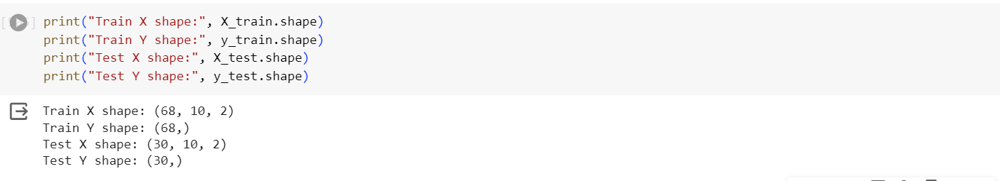 print("Train X shape:", X_train.shape)
print("Train Y shape:", y_train.shape)
print("Test X shape:", X_test.shape)
print("Test Y shape:", y_test.shape)
Train X shape: (68, 10, 2)
Train Y shape: (68,)
Test X shape: (30, 10, 2)
Test Y shape: (30,)